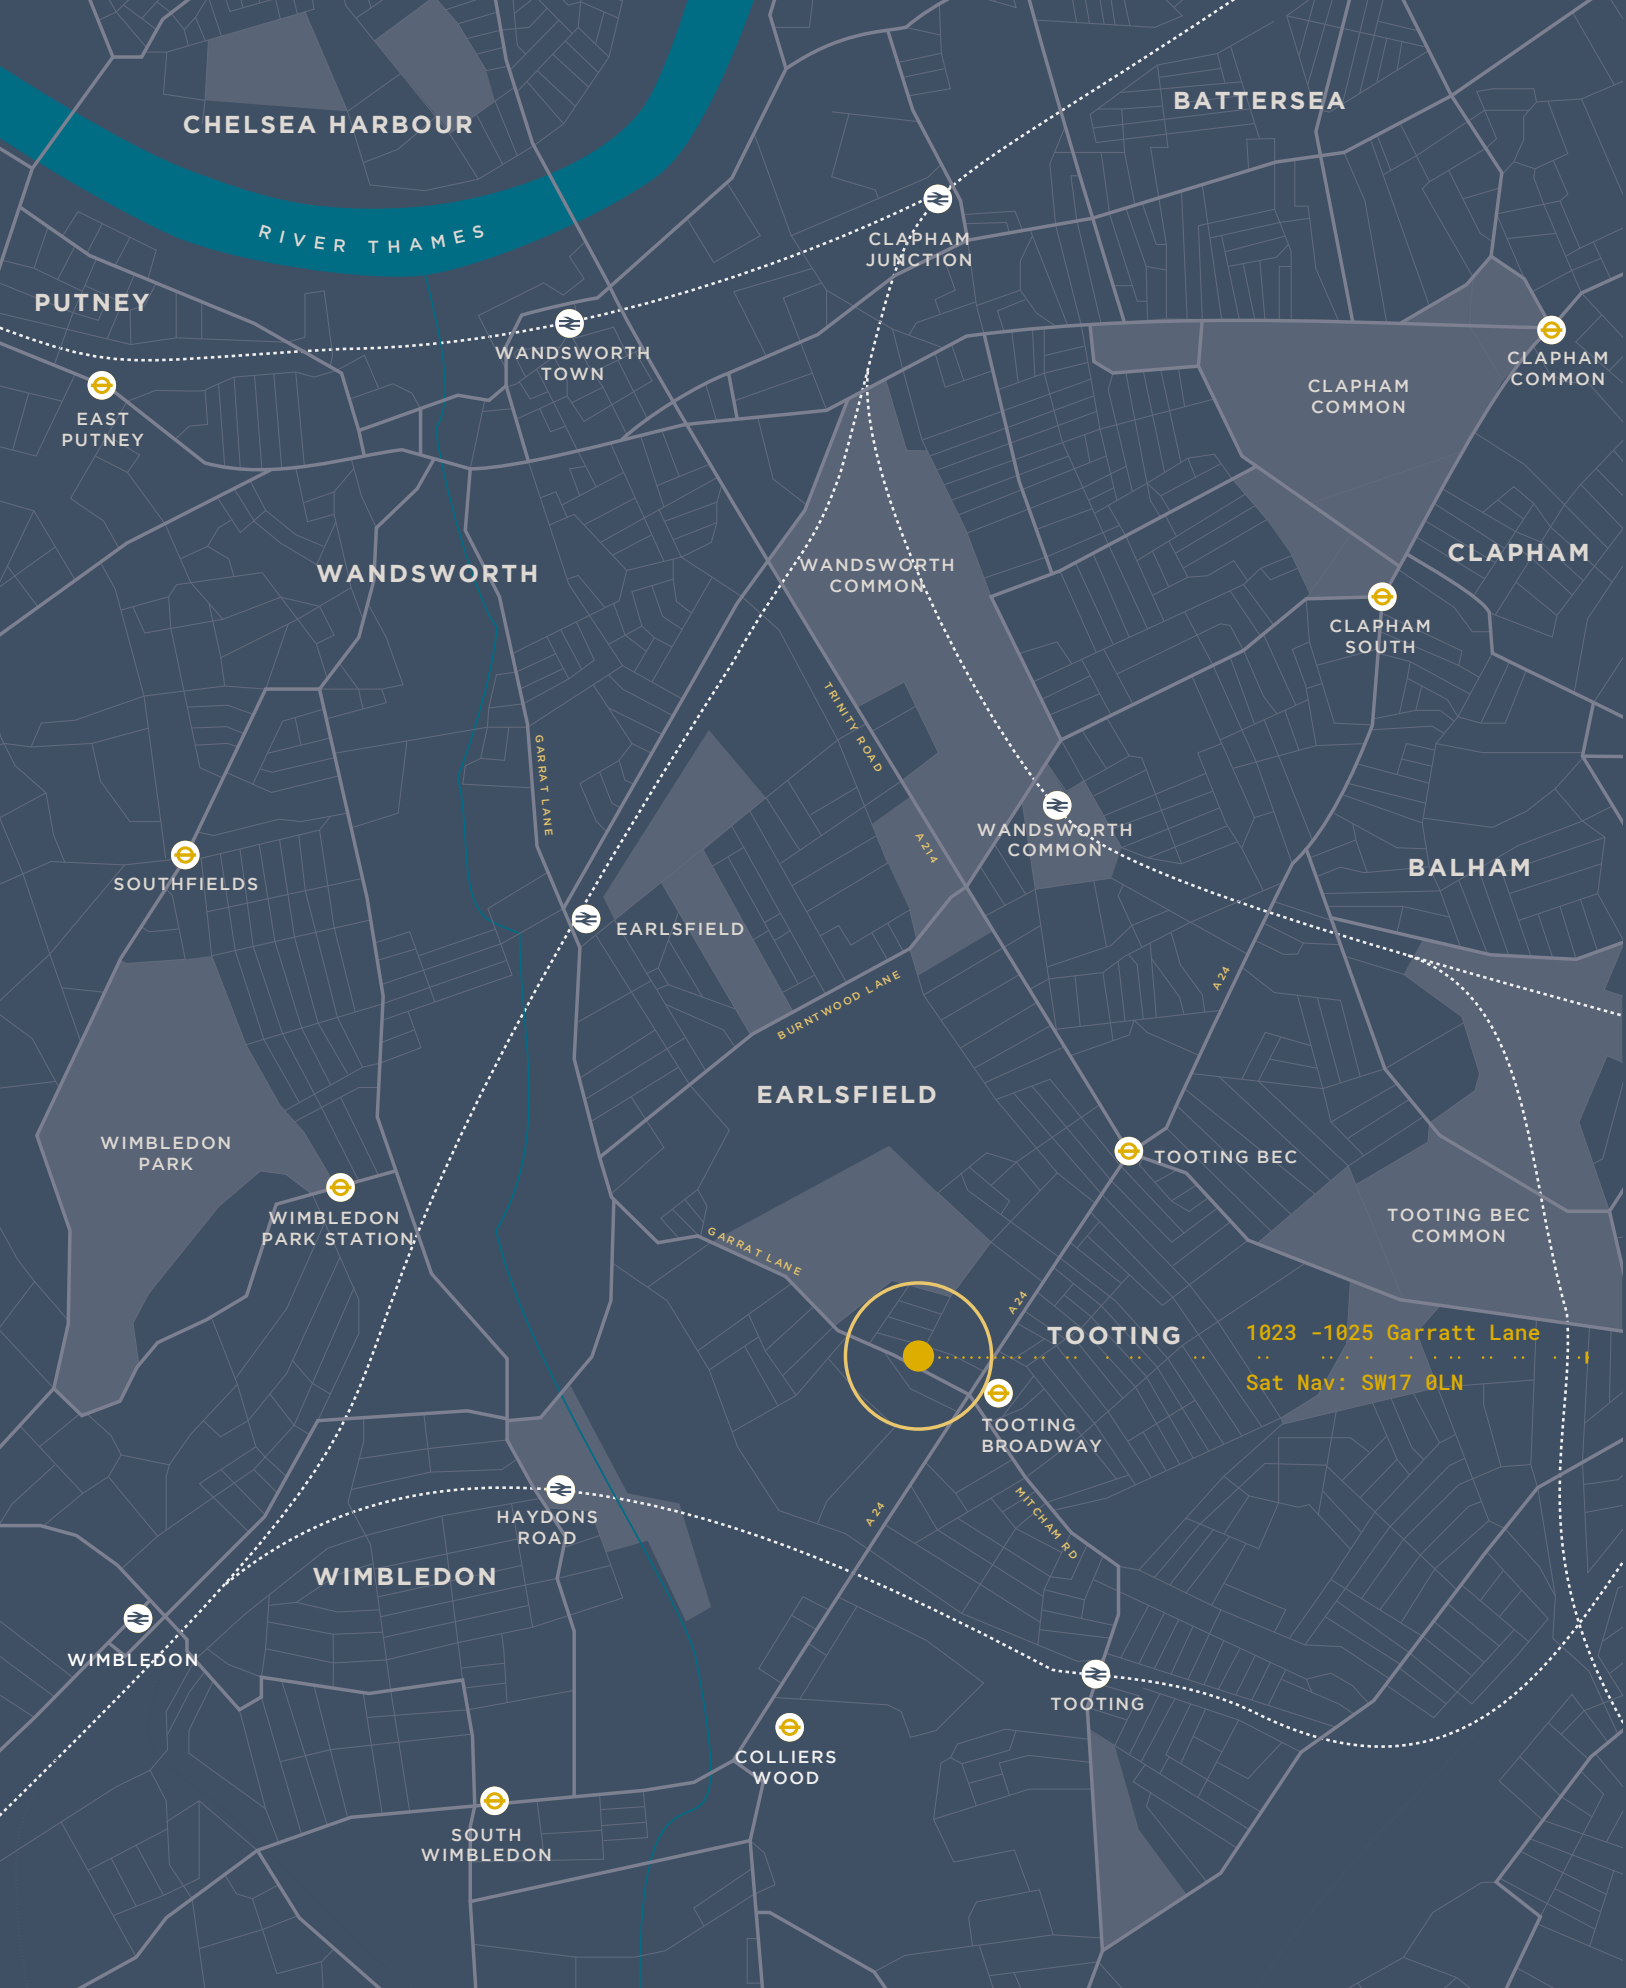 BATTERSEA
CHELSEA HARBOUR
RIVER THAMES
CLAPHAM
JUNCTION
PUTNEY
WANDSWORTH
TOWN
CLAPHAM
COMMON
CLAPHAM
COMMON
EAST
PUTNEY
CLAPHAM
WANDSWORTH
WANDSWORTH
COMMON
CLAPHAM
SOUTH
TRINITY ROAD
GARRAT LANE
A214
WANDSWORTH
COMMON
BALHAM
SOUTHFIELDS
EARLSFIELD
A24
BURNTWOOD LANE
EARLSFIELD
WIMBLEDON
PARK
TOOTING BEC
WIMBLEDON
PARK STATION
TOOTING BEC
COMMON
GARRAT LANE
A24
TOOTING
1023 -1025 Garratt Lane
Sat Nav: SW17 0LN
TOOTING
BROADWAY
A24
MITCHAM RD
HAYDONS
ROAD
WIMBLEDON
WIMBLEDON
TOOTING
COLLIERS
WOOD
SOUTH
WIMBLEDON